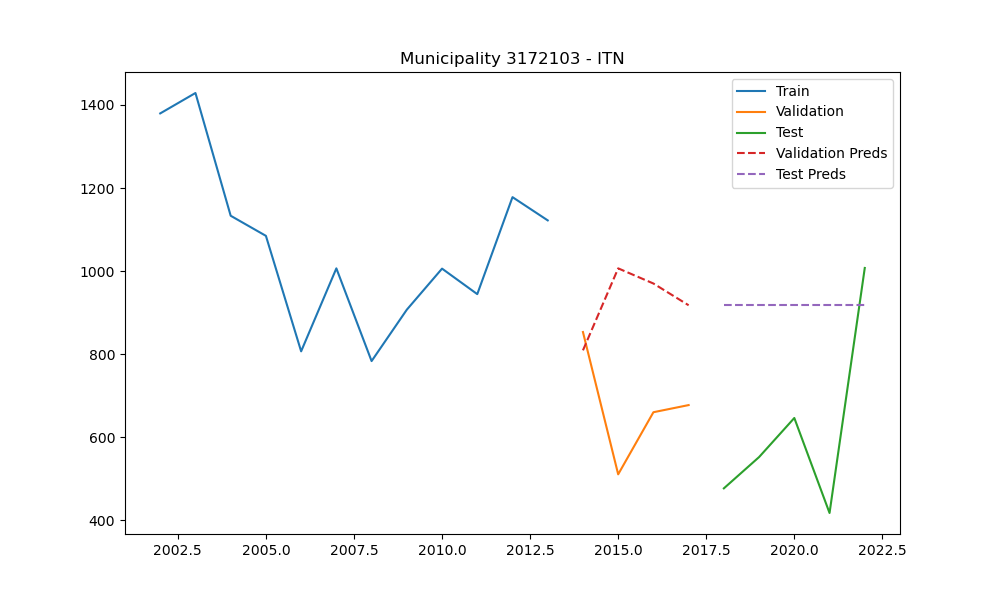 Municipality 3172103 - ITN
Train
Validation
Test
Validation Preds
Test Preds
1400
1200
1000
800
600
400
2002.5 2005.0 2007.5 2010.0 2012.5 2015.0 2017.5 2020.0 2022.5